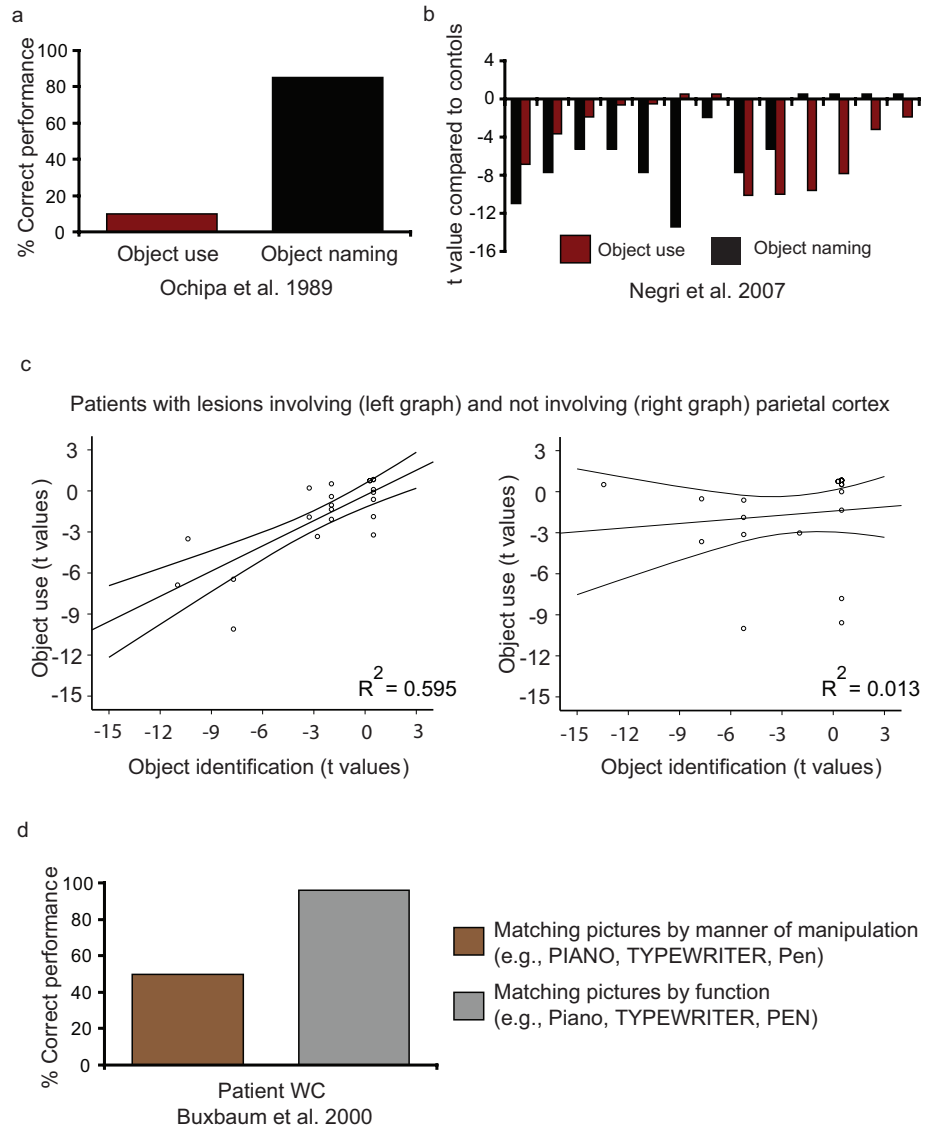 a
% Correct performance
100
80
60
40
20
0
Object use
Object naming
Ochipa et al. 1989
b
t value compared to contols
4
0
-4
-8
-12
-16
Object use
Object naming
Negri et al. 2007
c
Patients with lesions involving (left graph) and not involving (right graph) parietal cortex
Object use (t values)
3
0
-3
-6
-9
-12
-15
R2 = 0.595
-15 -12 -9 -6 -3 0 3
Object identification (t values)
Object use (t values)
3
0
-3
-6
-9
-12
-15
R2 = 0.013
-15 -12 -9 -6 -3 0 3
Object identification (t values)
d
% Correct performance
100
80
60
40
20
0
Patient WC
Buxbaum et al. 2000
Matching pictures by manner of manipulation
(e.g., PIANO, TYPEWRITER, Pen)
Matching pictures by function
(e.g., Piano, TYPEWRITER, PEN)